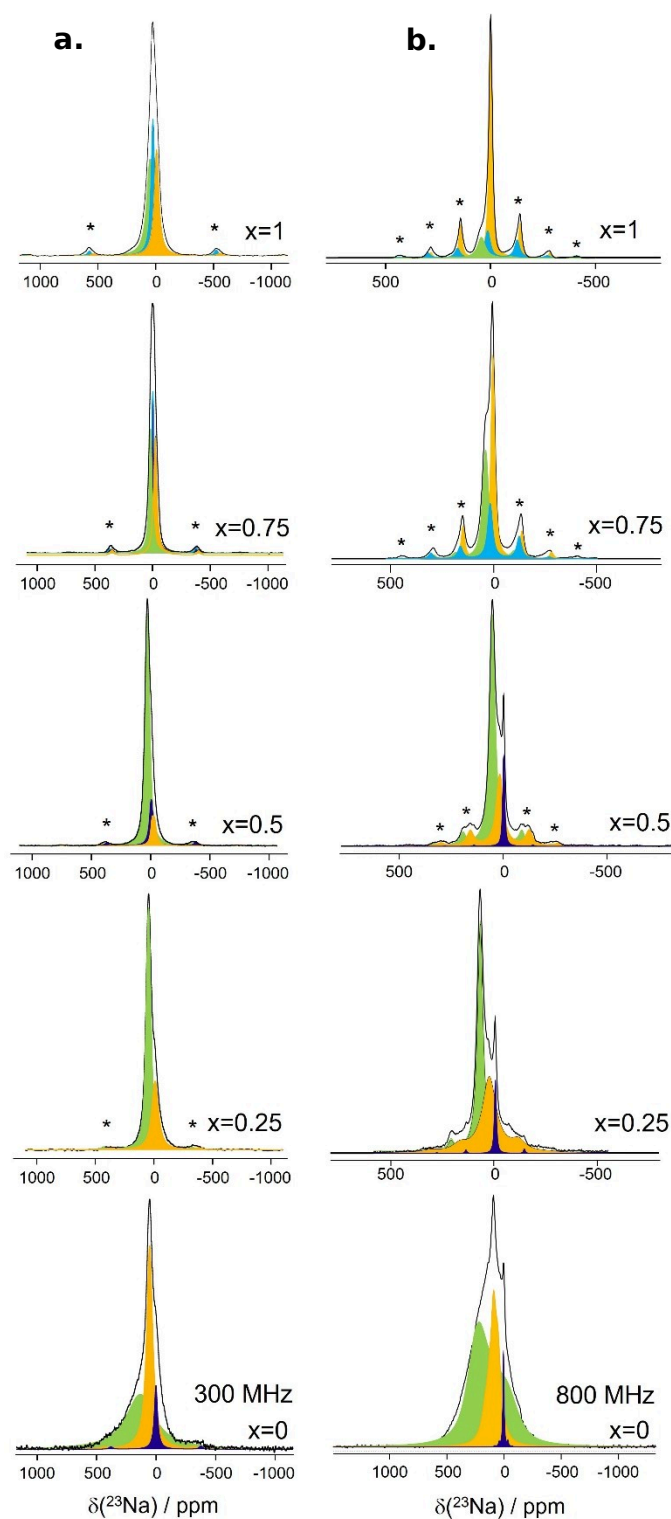 a.
b.
* * x=1
1000 500 0 -500 -1000
* * * * * * x=1
500 0 -500
* * x=0.75
1000 500 0 -500 -1000
* * * * * * x=0.75
500 0 -500
* * x=0.5
1000 500 0 -500 -1000
* * * * x=0.5
500 0 -500
* * x=0.25
1000 500 0 -500 -1000
x=0.25
500 0 -500
300 MHz
x=0
1000 500 0 -500 -1000
δ(²³Na) / ppm
800 MHz
x=0
1000 500 0 -500 -1000
δ(²³Na) / ppm